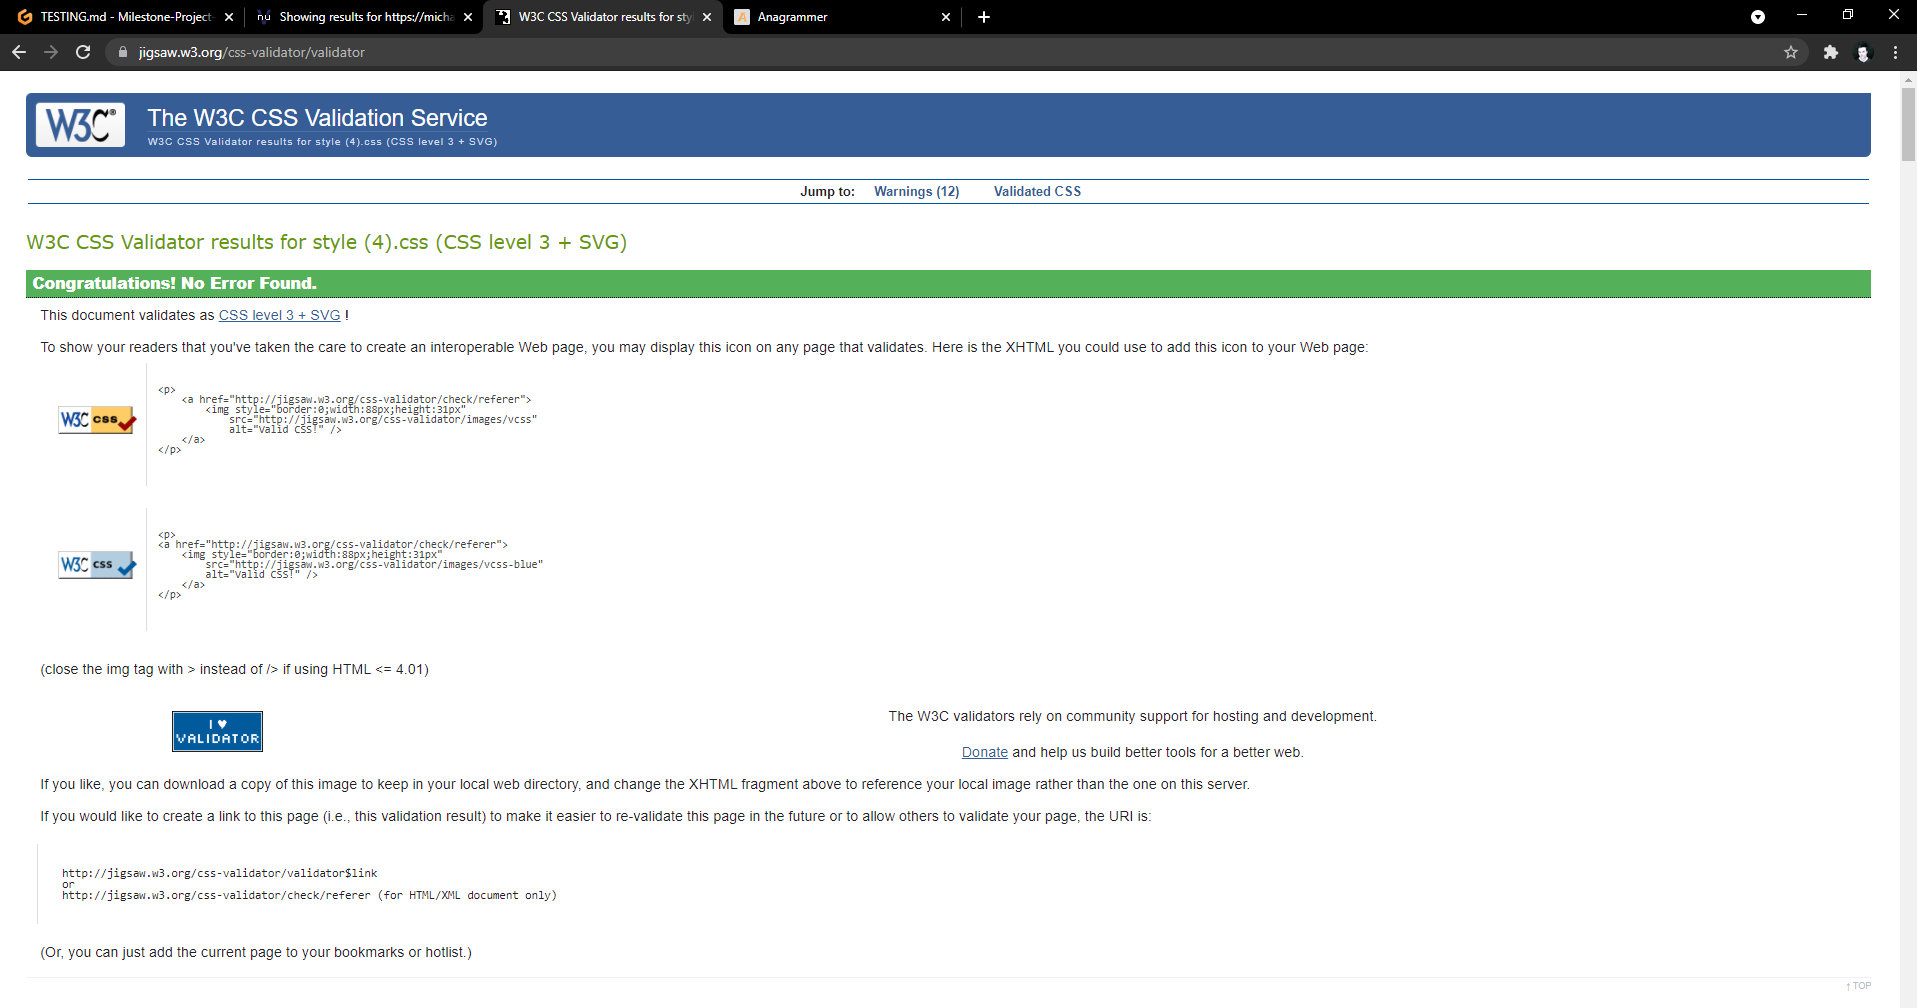 TESTING.md - Milestone-Project-
Showing results for https://micha
W3C CSS Validator results for sty
Anagrammer
jigsaw.w3.org/css-validator/validator
W3C®
The W3C CSS Validation Service
W3C CSS Validator results for style (4).css (CSS level 3 + SVG)
Jump to: Warnings (12) Validated CSS
W3C CSS Validator results for style (4).css (CSS level 3 + SVG)
Congratulations! No Error Found.
This document validates as CSS level 3 + SVG !
To show your readers that you've taken the care to create an interoperable Web page, you may display this icon on any page that validates. Here is the XHTML you could use to add this icon to your Web page:
W3C css
<p>
<a href="http://jigsaw.w3.org/css-validator/check/referer">
<img style="border:0;width:88px;height:31px"
src="http://jigsaw.w3.org/css-validator/images/vcss"
alt="Valid CSS!" />
</a>
</p>
W3C css
<p>
<a href="http://jigsaw.w3.org/css-validator/check/referer">
<img style="border:0;width:88px;height:31px"
src="http://jigsaw.w3.org/css-validator/images/vcss-blue"
alt="Valid CSS!" />
</a>
</p>
(close the img tag with > instead of /> if using HTML <= 4.01)
I ♥
VALIDATOR
The W3C validators rely on community support for hosting and development.
Donate and help us build better tools for a better web.
If you like, you can download a copy of this image to keep in your local web directory, and change the XHTML fragment above to reference your local image rather than the one on this server.
If you would like to create a link to this page (i.e., this validation result) to make it easier to re-validate this page in the future or to allow others to validate your page, the URI is:
http://jigsaw.w3.org/css-validator/validator$link
or
http://jigsaw.w3.org/css-validator/check/referer (for HTML/XML document only)
(Or, you can just add the current page to your bookmarks or hotlist.)
↑ TOP